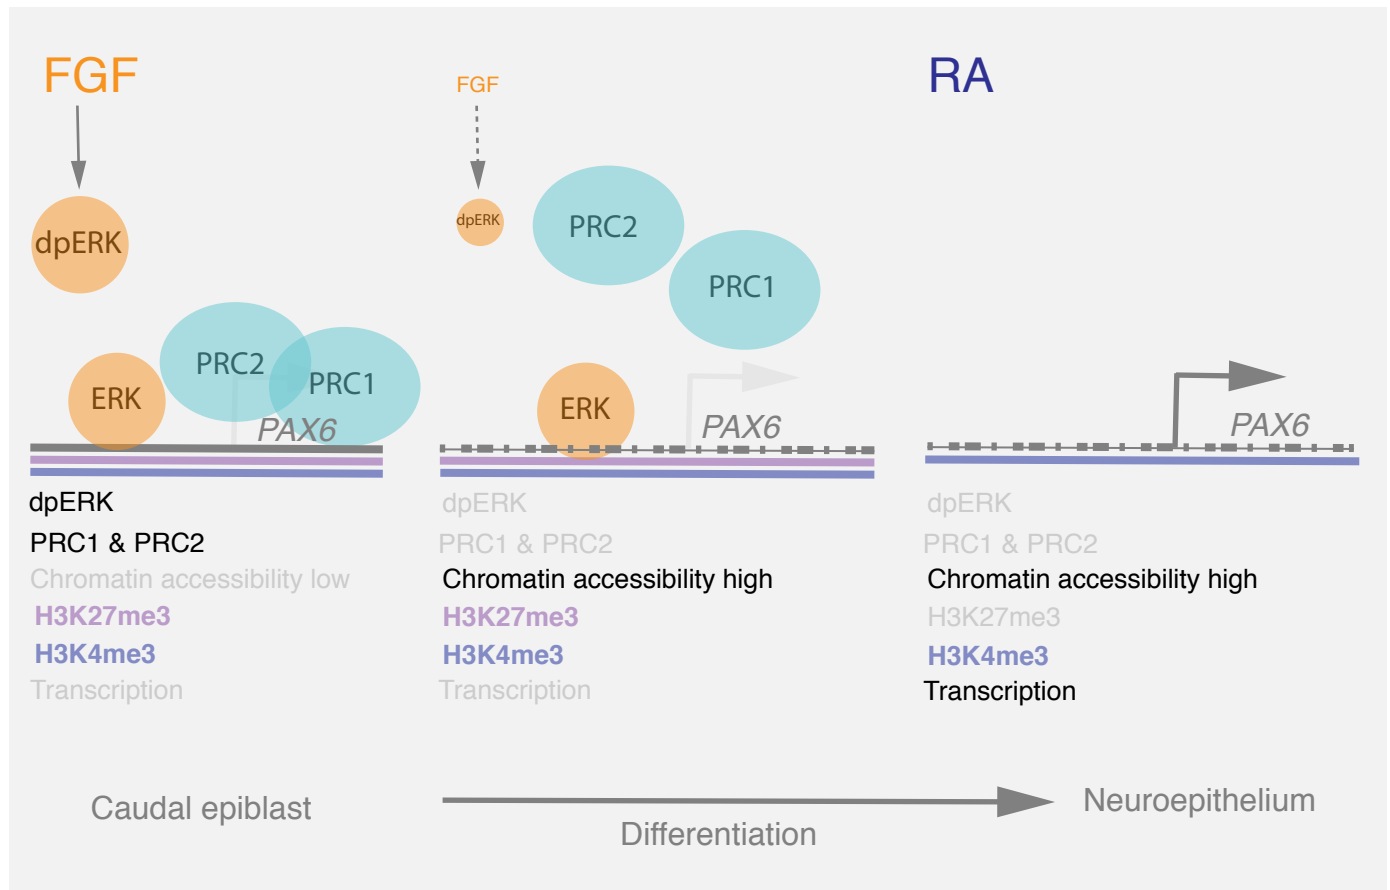 FGF
dpERK
ERK
PRC2
PRC1
PAX6
dpERK
PRC1 & PRC2
Chromatin accessibility low
H3K27me3
H3K4me3
Transcription
FGF
dpERK
PRC2
PRC1
ERK
PAX6
dpERK
PRC1 & PRC2
Chromatin accessibility high
H3K27me3
H3K4me3
Transcription
RA
PAX6
dpERK
PRC1 & PRC2
Chromatin accessibility high
H3K27me3
H3K4me3
Transcription
Caudal epiblast
Differentiation
Neuroepithelium